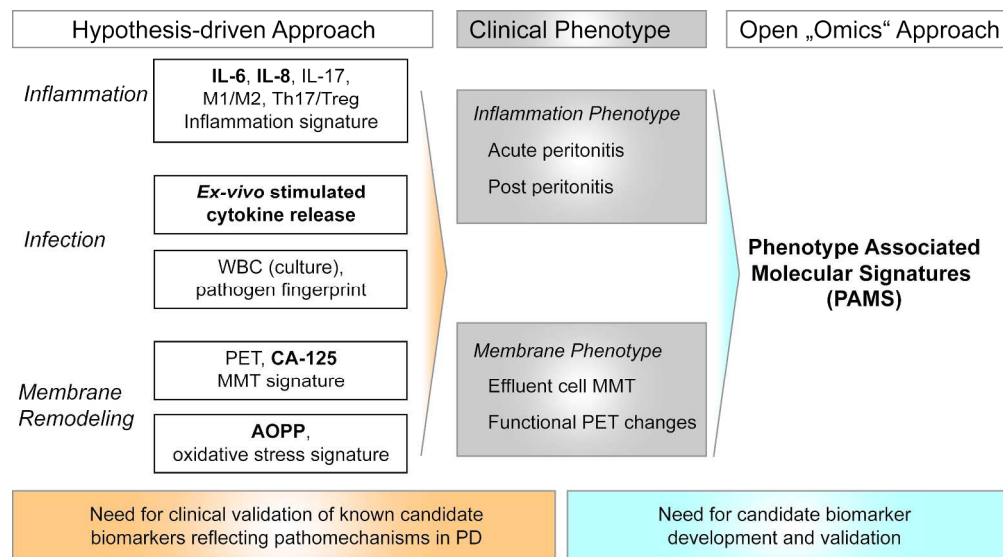 Hypothesis-driven Approach
Clinical Phenotype
Open „Omics“ Approach
Inflammation
IL-6, IL-8, IL-17,
M1/M2, Th17/Treg
Inflammation signature
Infection
Ex-vivo stimulated
cytokine release
WBC (culture),
pathogen fingerprint
Membrane
Remodeling
PET, CA-125
MMT signature
AOPP,
oxidative stress signature
Inflammation Phenotype
Acute peritonitis
Post peritonitis
Membrane Phenotype
Effluent cell MMT
Functional PET changes
Phenotype Associated
Molecular Signatures
(PAMS)
Need for clinical validation of known candidate
biomarkers reflecting pathomechanisms in PD
Need for candidate biomarker
development and validation